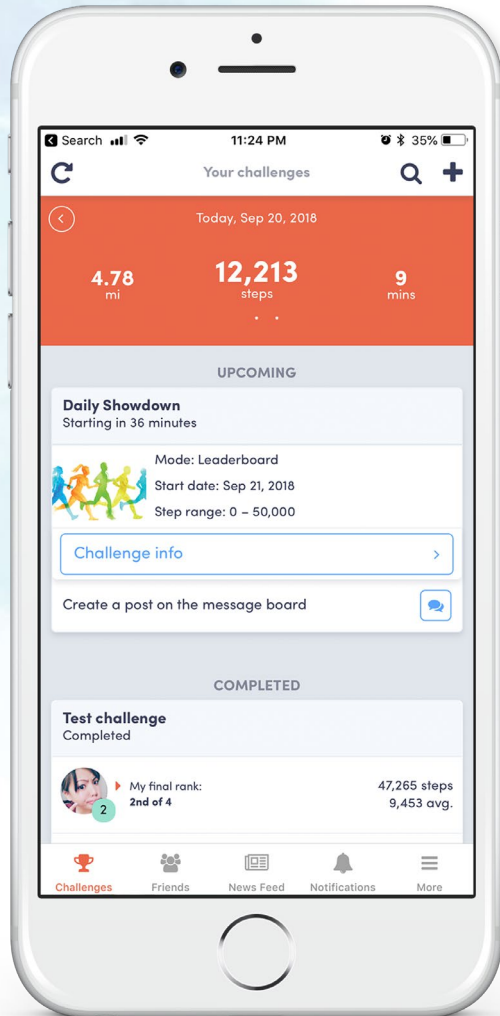 Search 11:24 PM 35%
Your challenges
Today, Sep 20, 2018
4.78 12,213 9
mi steps mins
UPCOMING
Daily Showdown
Starting in 36 minutes
Mode: Leaderboard
Start date: Sep 21, 2018
Step range: 0 – 50,000
Challenge info
Create a post on the message board
COMPLETED
Test challenge
Completed
My final rank: 47,265 steps
2nd of 4 9,453 avg.
2
Challenges Friends News Feed Notifications More